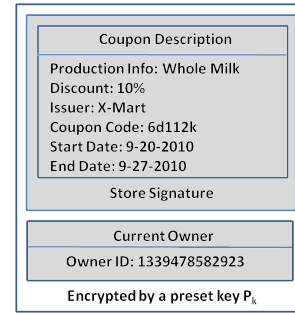 Coupon Description
Production Info: Whole Milk
Discount: 10%
Issuer: X-Mart
Coupon Code: 6d112k
Start Date: 9-20-2010
End Date: 9-27-2010
Store Signature
Current Owner
Owner ID: 1339478582923
Encrypted by a preset key Pk